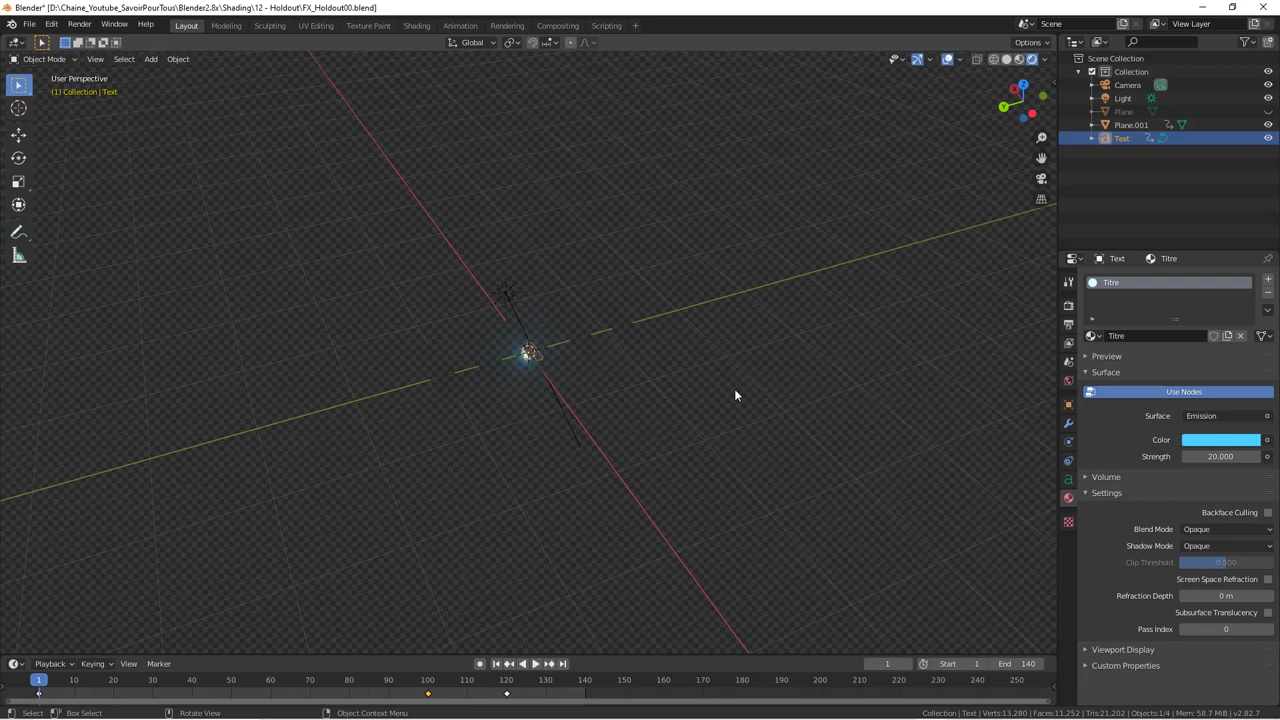 Blender* [D:\Chaine_Youtube_SavoirPourTous\Blender2.8x\Shading\12 - Holdout\FX_Holdout00.blend]
File Edit Render Window Help Layout Modeling Sculpting UV Editing Texture Paint Shading Animation Rendering Compositing Scripting + Scene View Layer
Global Options
Object Mode View Select Add Object
User Perspective
(1) Collection | Text
X
Y
Z
Scene Collection
Collection
Camera
Light
Plane
Plane.001
Text
Text Titre
Titre
Titre
Preview
Surface
Use Nodes
Surface Emission
Color
Strength 20.000
Volume
Settings
Backface Culling
Blend Mode Opaque
Shadow Mode Opaque
Clip Threshold 0.500
Screen Space Refraction
Refraction Depth 0 m
Subsurface Translucency
Pass Index 0
Viewport Display
Custom Properties
Playback Keying View Marker 1 Start 1 End 140
1 10 20 30 40 50 60 70 80 90 100 110 120 130 140 150 160 170 180 190 200 210 220 230 240 250
Select Box Select Rotate View Object Context Menu Collection | Text | Verts:13,280 | Faces:11,252 | Tris:21,202 | Objects:1/4 | Mem: 58.7 MiB | v2.82.7